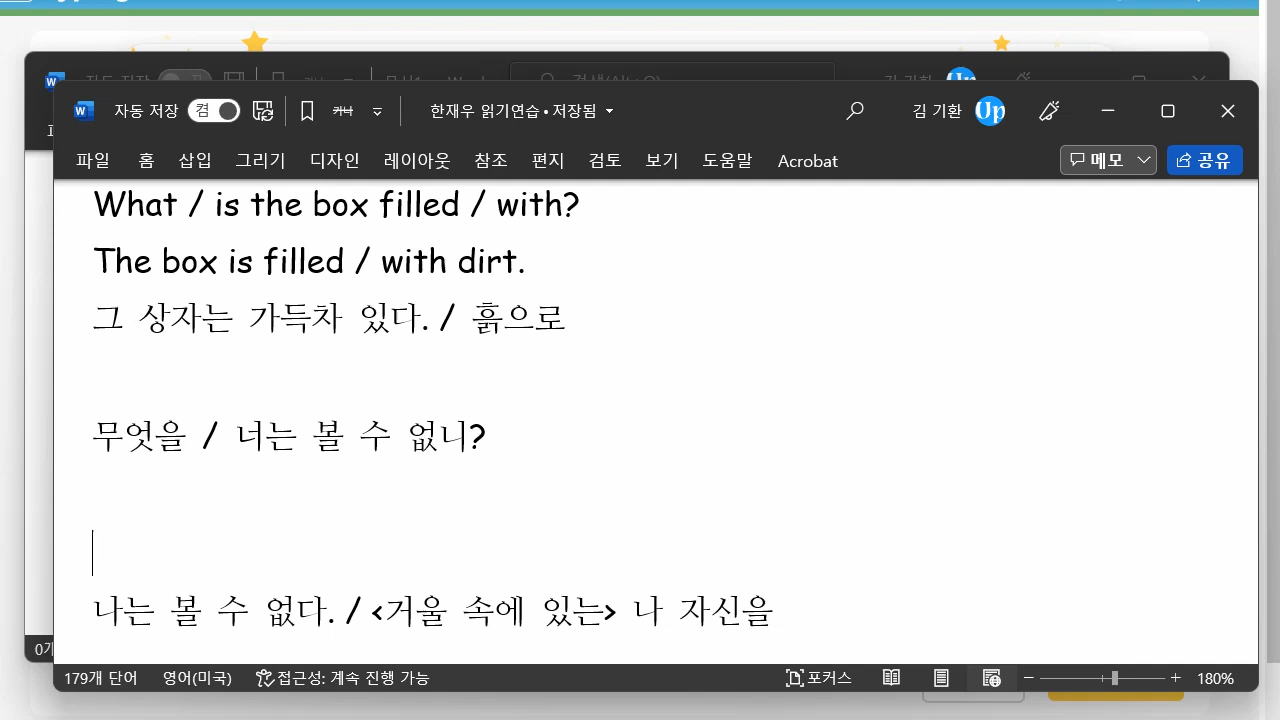 자동 저장 켬 가나 한재우 읽기연습 • 저장됨 김 기환 Up
파일 홈 삽입 그리기 디자인 레이아웃 참조 편지 검토 보기 도움말 Acrobat 메모 공유
What / is the box filled / with?
The box is filled / with dirt.
그 상자는 가득차 있다. / 흙으로
무엇을 / 너는 볼 수 없니?
나는 볼 수 없다. / <거울 속에 있는> 나 자신을
179개 단어 영어(미국) 접근성: 계속 진행 가능 포커스 180%